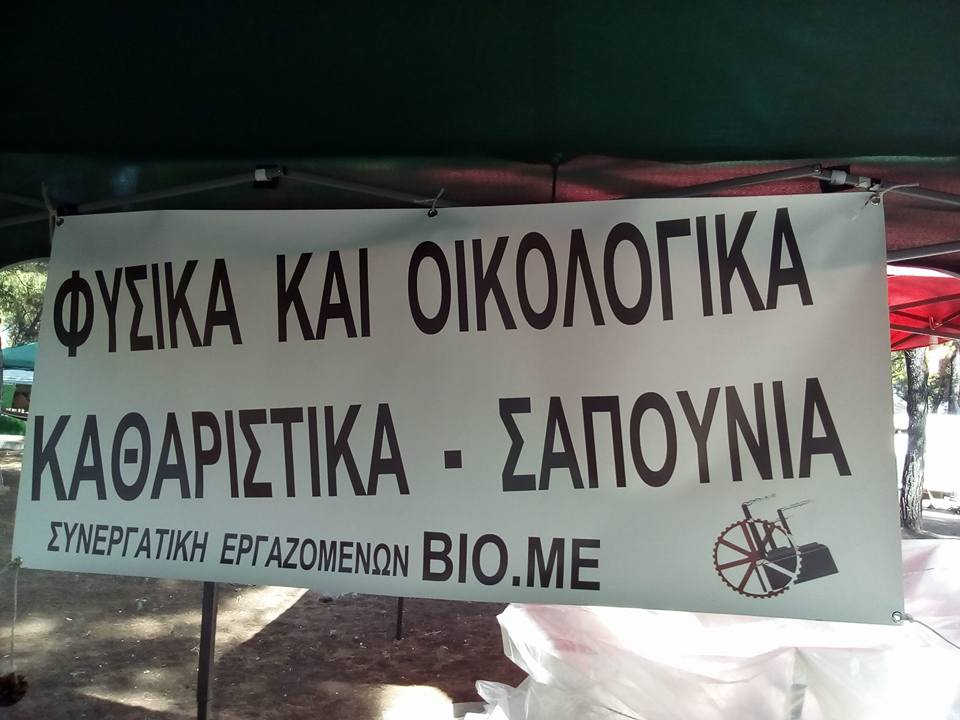 ΦΥΣΙΚΑ ΚΑΙ ΟΙΚΟΛΟΓΙΚΑ
ΚΑΘΑΡΙΣΤΙΚΑ - ΣΑΠΟΥΝΙΑ
ΣΥΝΕΡΓΑΤΙΚΗ ΕΡΓΑΖΟΜΕΝΩΝ ΒΙΟ.ΜΕ